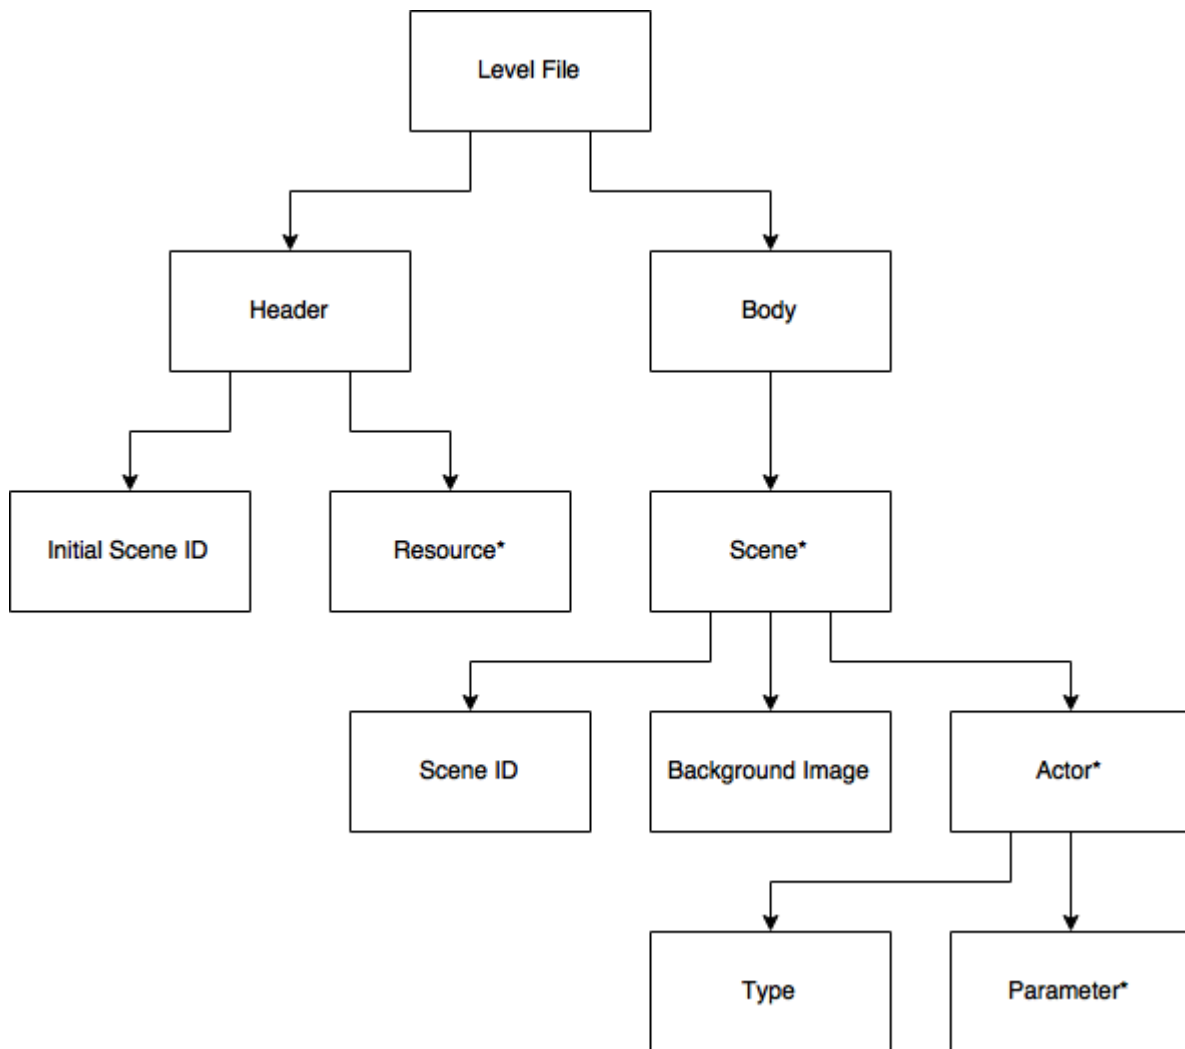 Level File
Header
Body
Initial Scene ID
Resource*
Scene*
Scene ID
Background Image
Actor*
Type
Parameter*